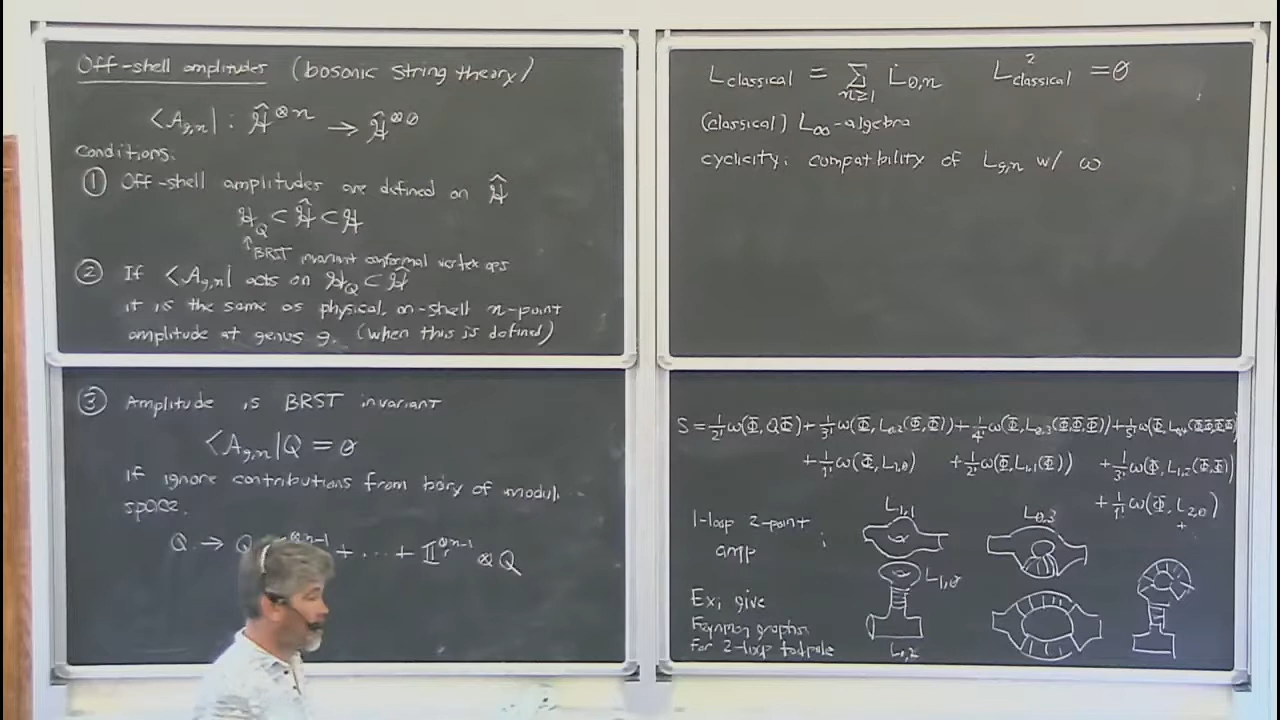 Off-shell amplitudes (bosonic string theory)
⟨A_{g,n}| : Ĥ^{⊗n} → Ĥ^{⊗0}
Conditions:
① Off-shell amplitudes are defined on Ĥ
H_Q ⊂ Ĥ ⊂ H
↑ BRST invariant conformal vertex ops
② If ⟨A_{g,n}| acts on H_Q ⊂ Ĥ
it is the same as physical, on-shell n-point
amplitude at genus g. (when this is defined)
③ Amplitude is BRST invariant
⟨A_{g,n}|Q = 0
if ignore contributions from bdry of moduli
space.
Q → Q ⊗n-1 + ... + 𝕀^{⊗n-1} ⊗ Q
L_classical = Σ_{n≥1} L_{0,n} L²_classical = 0
(classical) L∞-algebra
cyclicity: compatbility of L_{g,n} w/ ω
S = 1/2! ω(Φ, QΦ) + 1/3! ω(Φ, L_{0,2}(Φ,Φ)) + 1/4! ω(Φ, L_{0,3}(Φ,Φ,Φ)) + 1/5! ω(Φ, L_{0,4}(Φ,Φ,Φ,Φ))
+ 1/1! ω(Φ, L_{1,0}) + 1/2! ω(Φ, L_{1,1}(Φ)) + 1/3! ω(Φ, L_{1,2}(Φ,Φ))
+ 1/1! ω(Φ, L_{2,0})
+
1-loop 2-point
amp :
L_{1,1}
L_{0,3}
L_{1,0}
L_{0,2}
Ex: give
Feynman graphs
for 2-loop tadpole